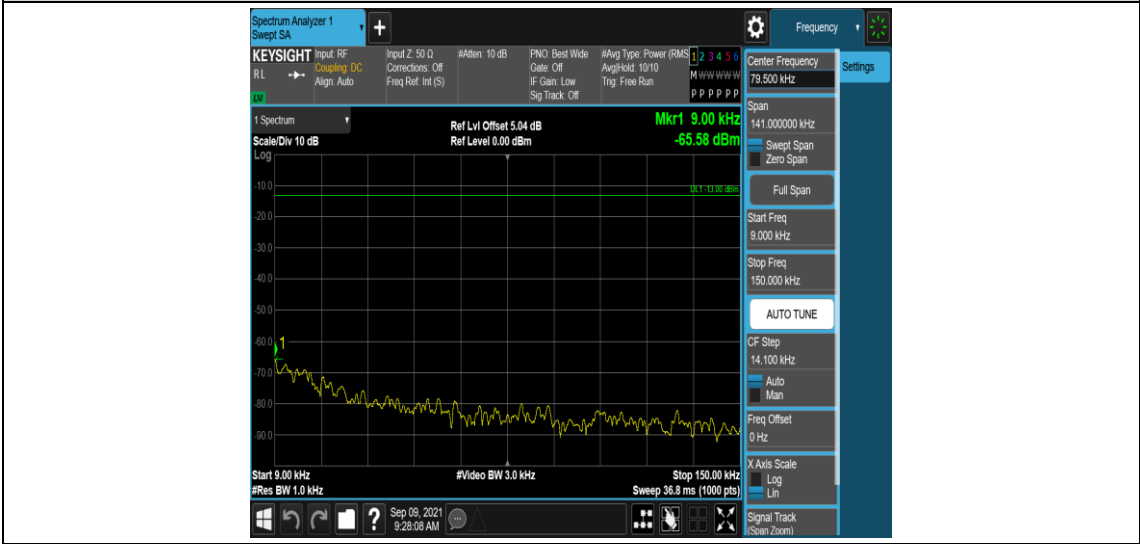 Spectrum Analyzer 1
Swept SA
+
Frequency
KEYSIGHT
RL
LXI
Input: RF
Coupling: DC
Align: Auto
Input Z: 50 Ω
Corrections: Off
Freq Ref: Int (S)
#Atten: 10 dB
PNO: Best Wide
Gate: Off
IF Gain: Low
Sig Track: Off
#Avg Type: Power (RMS
Avg|Hold: 10/10
Trig: Free Run
1 2 3 4 5 6
M W W W W W
P P P P P P
1 Spectrum
Scale/Div 10 dB
Log
Ref Lvl Offset 5.04 dB
Ref Level 0.00 dBm
Mkr1 9.00 kHz
-65.58 dBm
DL1 -13.00 dBm
-10.0
-20.0
-30.0
-40.0
-50.0
-60.0
1
-70.0
-80.0
-90.0
Start 9.00 kHz
#Res BW 1.0 kHz
#Video BW 3.0 kHz
Stop 150.00 kHz
Sweep 36.8 ms (1000 pts)
?
Sep 09, 2021
9:28:08 AM
Center Frequency
79.500 kHz
Settings
Span
141.000000 kHz
Swept Span
Zero Span
Full Span
Start Freq
9.000 kHz
Stop Freq
150.000 kHz
AUTO TUNE
CF Step
14.100 kHz
Auto
Man
Freq Offset
0 Hz
X Axis Scale
Log
Lin
Signal Track
(Span Zoom)